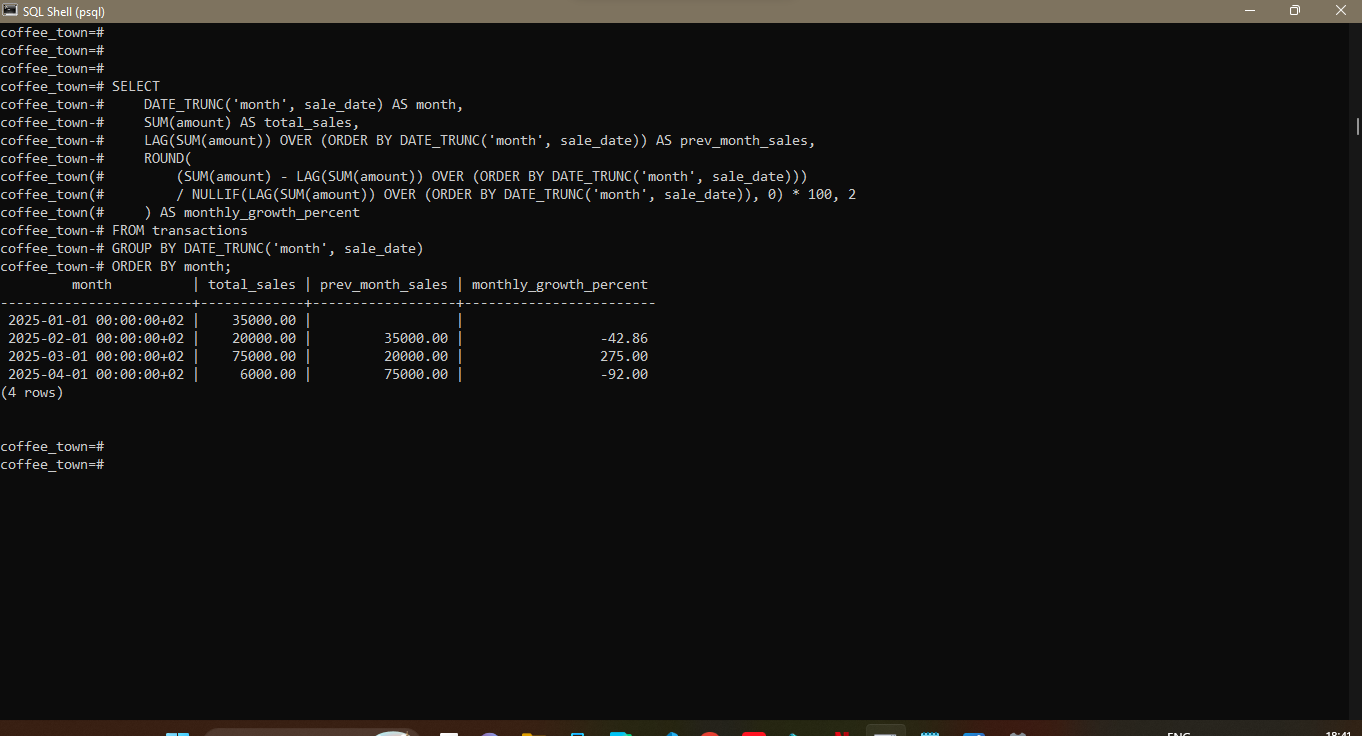 SQL Shell (psql)
coffee_town=#
coffee_town=#
coffee_town=#
coffee_town=# SELECT
coffee_town-#     DATE_TRUNC('month', sale_date) AS month,
coffee_town-#     SUM(amount) AS total_sales,
coffee_town-#     LAG(SUM(amount)) OVER (ORDER BY DATE_TRUNC('month', sale_date)) AS prev_month_sales,
coffee_town-#     ROUND(
coffee_town(#         (SUM(amount) - LAG(SUM(amount)) OVER (ORDER BY DATE_TRUNC('month', sale_date)))
coffee_town(#         / NULLIF(LAG(SUM(amount)) OVER (ORDER BY DATE_TRUNC('month', sale_date)), 0) * 100, 2
coffee_town(#     ) AS monthly_growth_percent
coffee_town-# FROM transactions
coffee_town-# GROUP BY DATE_TRUNC('month', sale_date)
coffee_town-# ORDER BY month;
         month          | total_sales | prev_month_sales | monthly_growth_percent
------------------------+-------------+------------------+------------------------
 2025-01-01 00:00:00+02 |    35000.00 |                  |
 2025-02-01 00:00:00+02 |    20000.00 |         35000.00 |                 -42.86
 2025-03-01 00:00:00+02 |    75000.00 |         20000.00 |                 275.00
 2025-04-01 00:00:00+02 |     6000.00 |         75000.00 |                 -92.00
(4 rows)
coffee_town=#
coffee_town=#
ENG
18:41